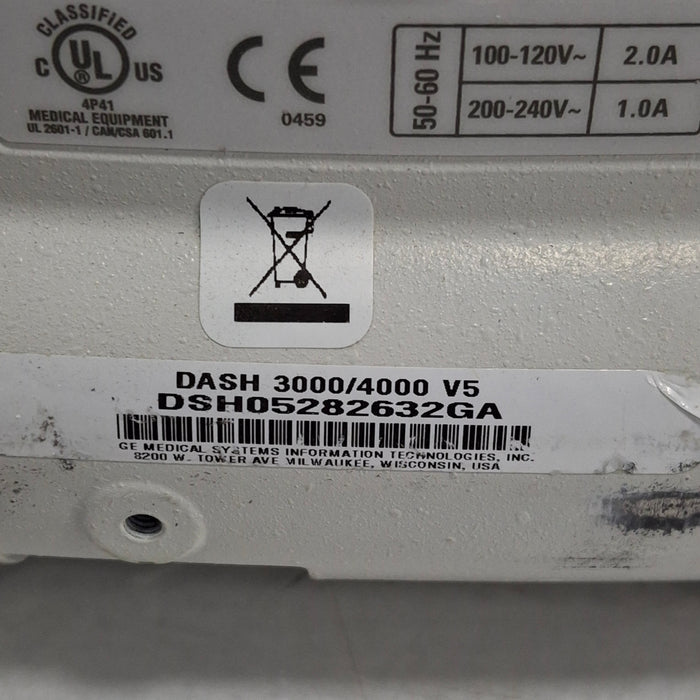 CLASSIFIED
C UL US
4P41
MEDICAL EQUIPMENT
UL 2601-1 / CAN/CSA 601.1
CE
0459
50-60 Hz
100-120V~ 2.0A
200-240V~ 1.0A
DASH 3000/4000 V5
DSH05282632GA
GE MEDICAL SYSTEMS INFORMATION TECHNOLOGIES, INC.
8200 W. TOWER AVE MILWAUKEE, WISCONSIN, USA